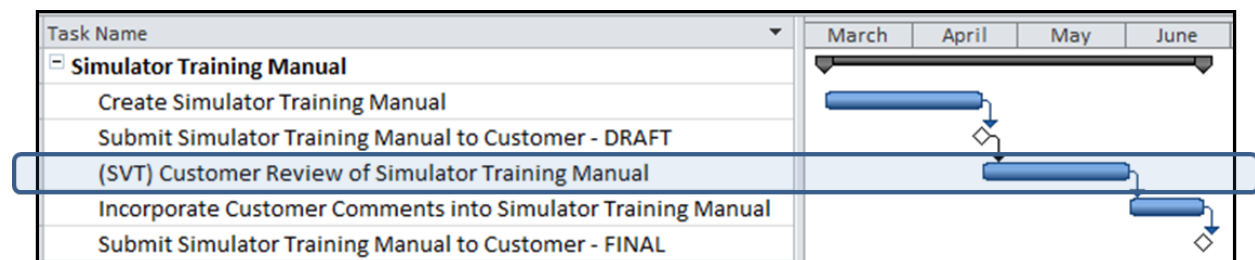 Task Name March April May June
Simulator Training Manual
Create Simulator Training Manual
Submit Simulator Training Manual to Customer - DRAFT
(SVT) Customer Review of Simulator Training Manual
Incorporate Customer Comments into Simulator Training Manual
Submit Simulator Training Manual to Customer - FINAL